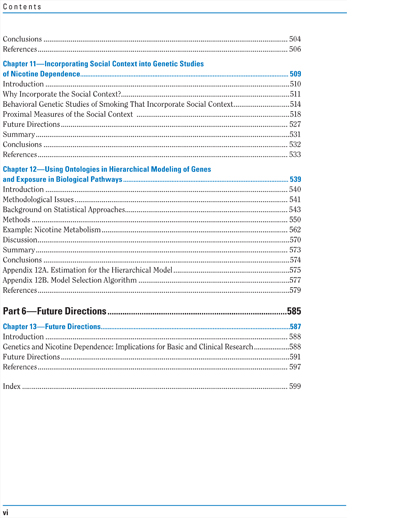 Contents
Conclusions ........ 504
References ........ 506
Chapter 11—Incorporating Social Context into Genetic Studies
of Nicotine Dependence ........ 509
Introduction ........ 510
Why Incorporate the Social Context? ........ 511
Behavioral Genetic Studies of Smoking That Incorporate Social Context ........ 514
Proximal Measures of the Social Context ........ 518
Future Directions ........ 527
Summary ........ 531
Conclusions ........ 532
References ........ 533
Chapter 12—Using Ontologies in Hierarchical Modeling of Genes
and Exposure in Biological Pathways ........ 539
Introduction ........ 540
Methodological Issues ........ 541
Background on Statistical Approaches ........ 543
Methods ........ 550
Example: Nicotine Metabolism ........ 562
Discussion ........ 570
Summary ........ 573
Conclusions ........ 574
Appendix 12A. Estimation for the Hierarchical Model ........ 575
Appendix 12B. Model Selection Algorithm ........ 577
References ........ 579
Part 6—Future Directions ........ 585
Chapter 13—Future Directions ........ 587
Introduction ........ 588
Genetics and Nicotine Dependence: Implications for Basic and Clinical Research ........ 588
Future Directions ........ 591
References ........ 597
Index ........ 599
vi